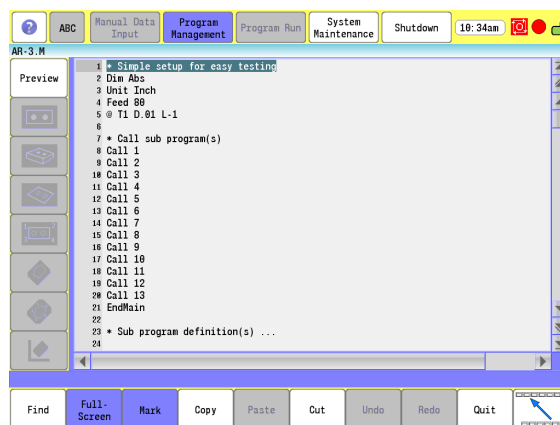 ?
ABC
Manual Data
Input
Program
Management
Program Run
System
Maintenance
Shutdown
10:34am
AR-3.M
Preview
1 * Simple setup for easy testing
2 Dim Abs
3 Unit Inch
4 Feed 80
5 @ T1 D.01 L-1
6
7 * Call sub program(s)
8 Call 1
9 Call 2
10 Call 3
11 Call 4
12 Call 5
13 Call 6
14 Call 7
15 Call 8
16 Call 9
17 Call 10
18 Call 11
19 Call 12
20 Call 13
21 EndMain
22
23 * Sub program definition(s) ...
24
Find
Full-
Screen
Mark
Copy
Paste
Cut
Undo
Redo
Quit